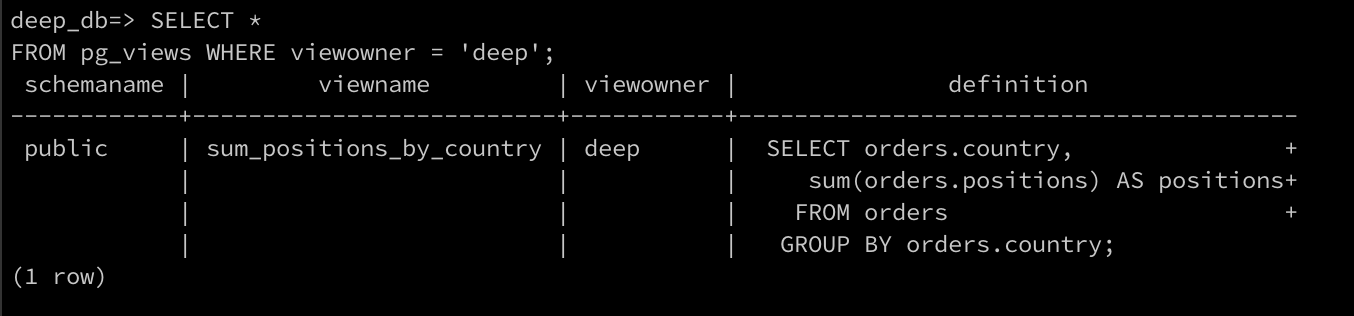 deep_db=> SELECT *
FROM pg_views WHERE viewowner = 'deep';
 schemaname |         viewname          | viewowner |               definition
------------+---------------------------+-----------+----------------------------------------
 public     | sum_positions_by_country | deep      |  SELECT orders.country,               +
            |                           |           |     sum(orders.positions) AS positions+
            |                           |           |    FROM orders                        +
            |                           |           |   GROUP BY orders.country;
(1 row)